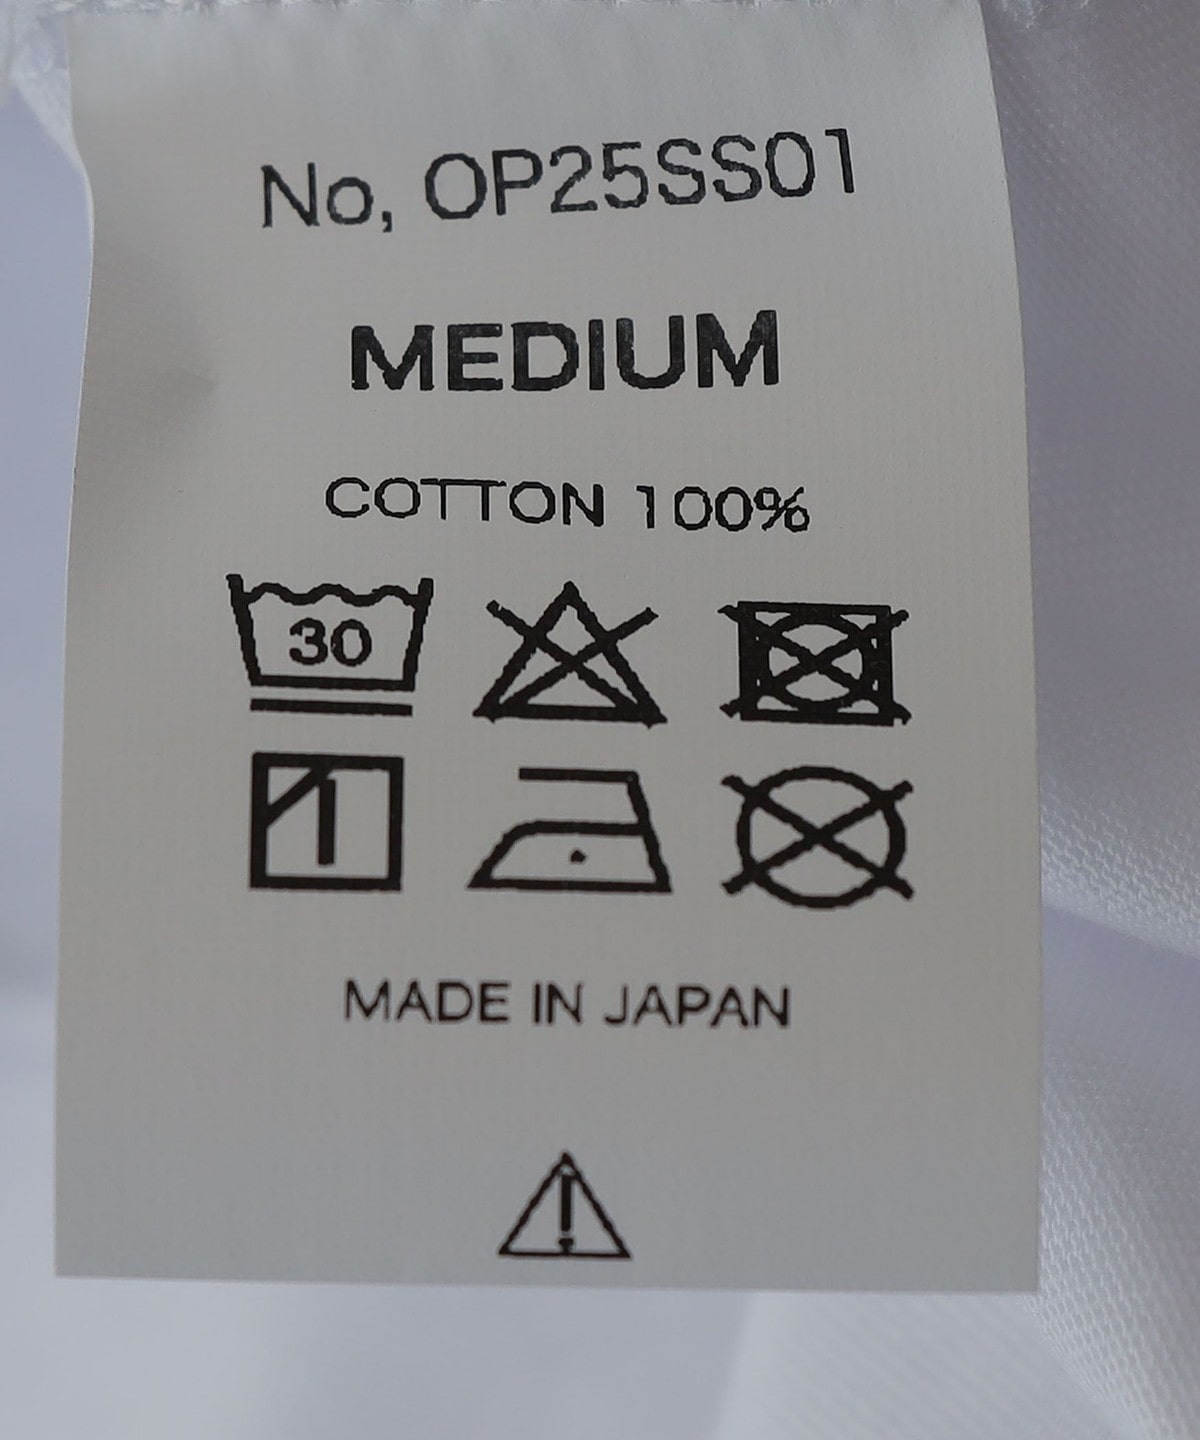 No, OP25SS01
MEDIUM
COTTON 100%
30
MADE IN JAPAN
!